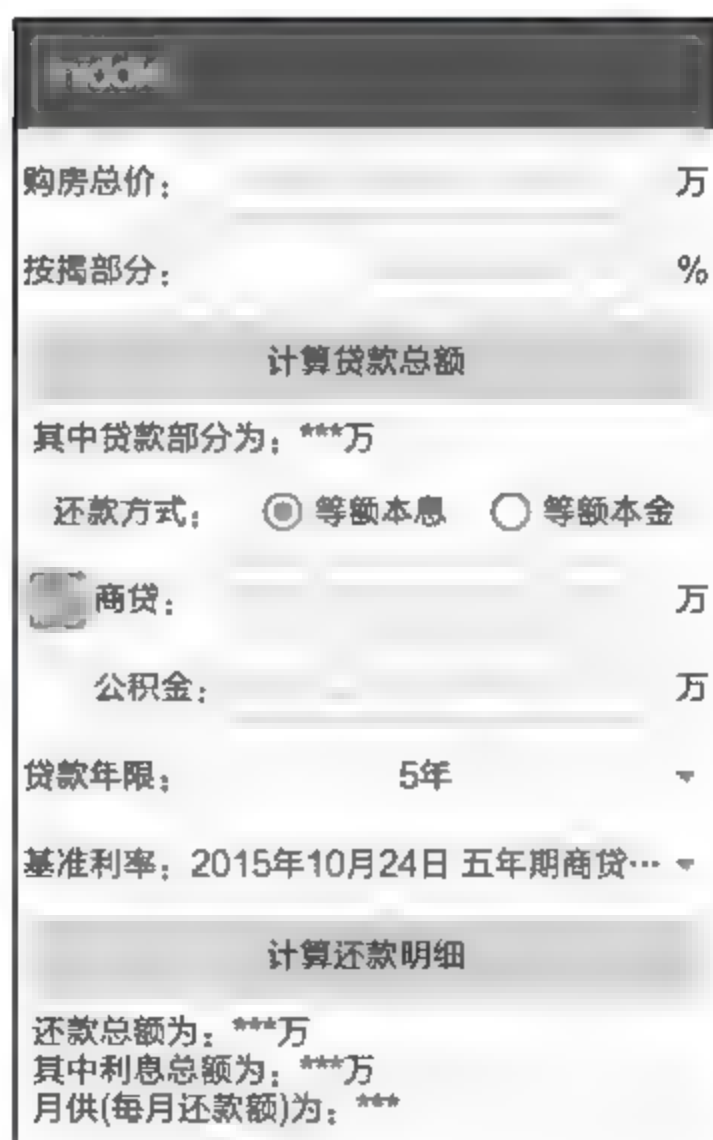 购房总价： 万
按揭部分： %
计算贷款总额
其中贷款部分为：***万
还款方式： 等额本息 等额本金
商贷： 万
公积金： 万
贷款年限： 5年
基准利率：2015年10月24日 五年期商贷…
计算还款明细
还款总额为：***万
其中利息总额为：***万
月供(每月还款额)为：***